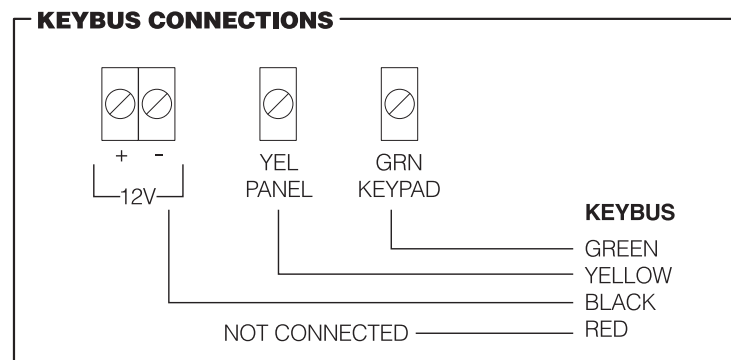 KEYBUS CONNECTIONS
+ -
12V
YEL
PANEL
GRN
KEYPAD
KEYBUS
GREEN
YELLOW
BLACK
NOT CONNECTED RED